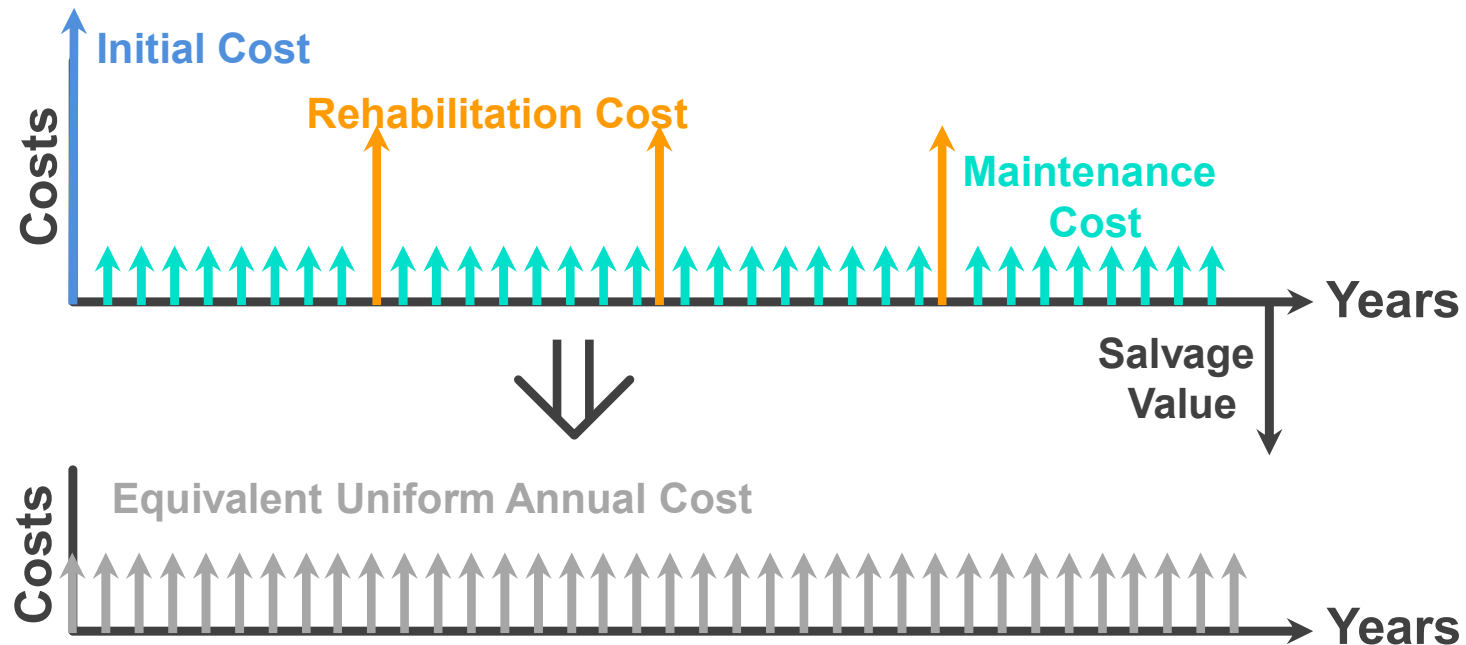 Initial Cost
Rehabilitation Cost
Costs
Maintenance
Cost
Years
Salvage
Value
Equivalent Uniform Annual Cost
Costs
Years